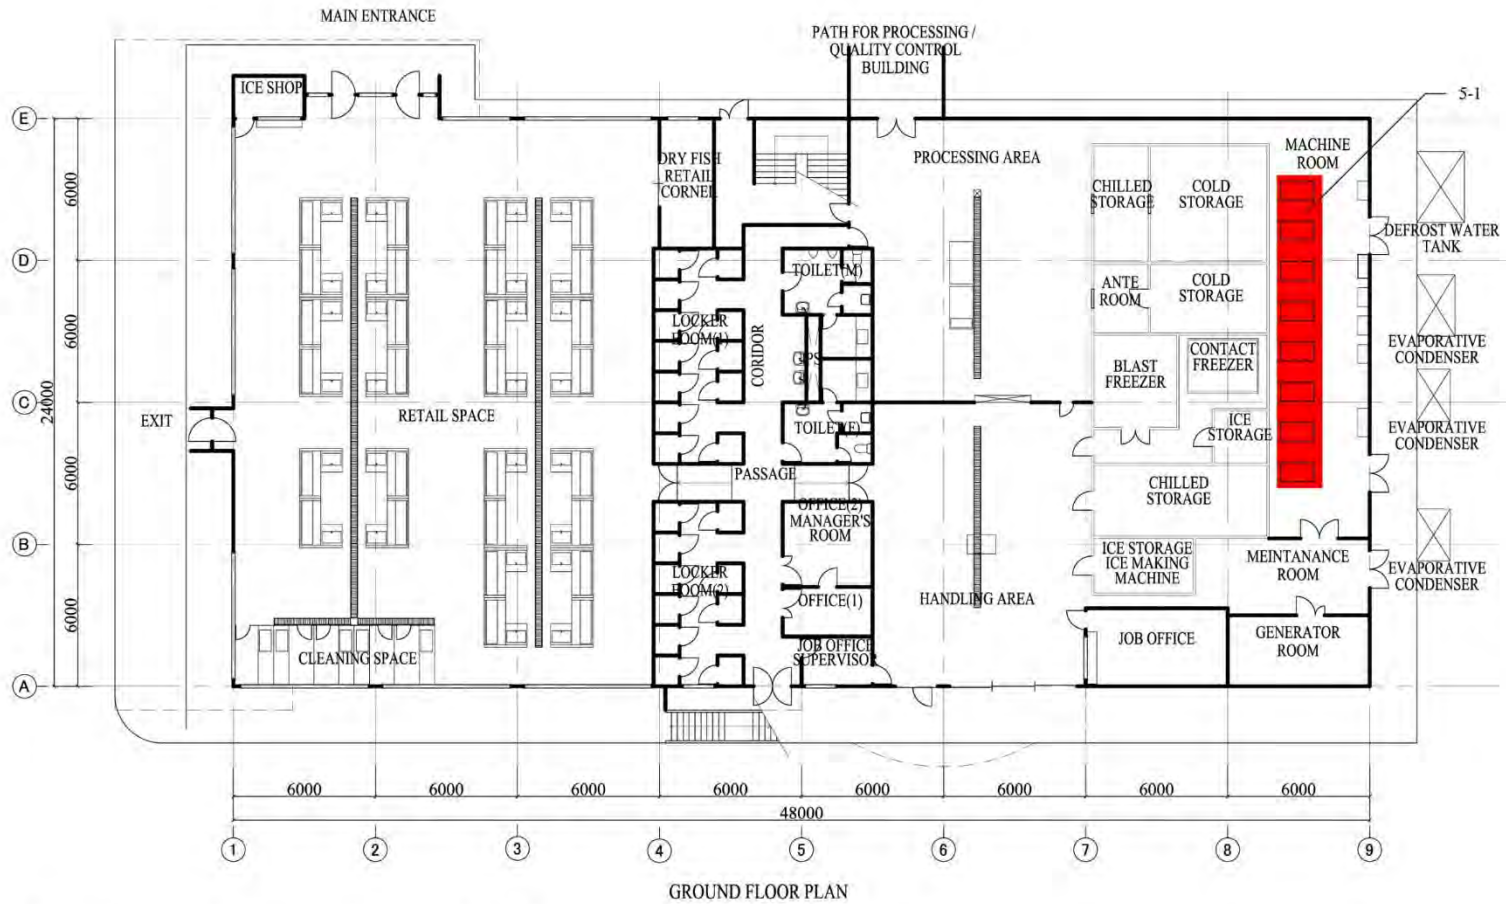 MAIN ENTRANCE
PATH FOR PROCESSING /
QUALITY CONTROL
BUILDING
5-1
ICE SHOP
E
DRY FISH
RETAIL
CORNER
PROCESSING AREA
MACHINE
ROOM
CHILLED
STORAGE
COLD
STORAGE
6000
DEFROST WATER
TANK
D
TOILET(M)
ANTE
ROOM
COLD
STORAGE
6000
LOCKER
ROOM(1)
CORIDOR
PS
BLAST
FREEZER
CONTACT
FREEZER
EVAPORATIVE
CONDENSER
C
24000
EXIT
RETAIL SPACE
TOILET(F)
ICE
STORAGE
EVAPORATIVE
CONDENSER
6000
PASSAGE
CHILLED
STORAGE
OFFICE(2)
MANAGER'S
ROOM
B
ICE STORAGE
ICE MAKING
MACHINE
MEINTANANCE
ROOM
EVAPORATIVE
CONDENSER
6000
LOCKER
ROOM(2)
OFFICE(1)
HANDLING AREA
CLEANING SPACE
JOB OFFICE
SUPERVISOR
JOB OFFICE
GENERATOR
ROOM
A
6000 6000 6000 6000 6000 6000 6000 6000
48000
1 2 3 4 5 6 7 8 9
GROUND FLOOR PLAN